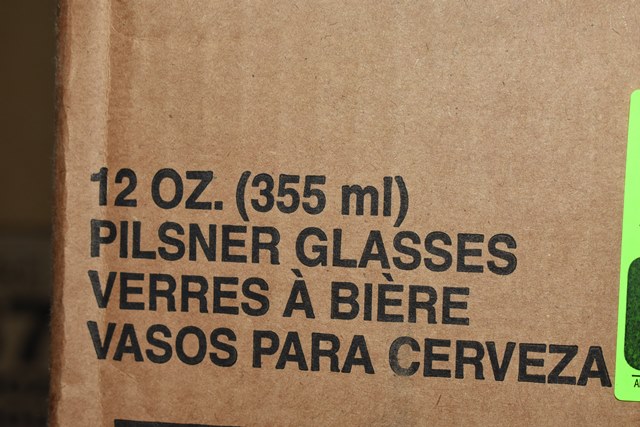 12 OZ. (355 ml)
PILSNER GLASSES
VERRES À BIÈRE
VASOS PARA CERVEZA